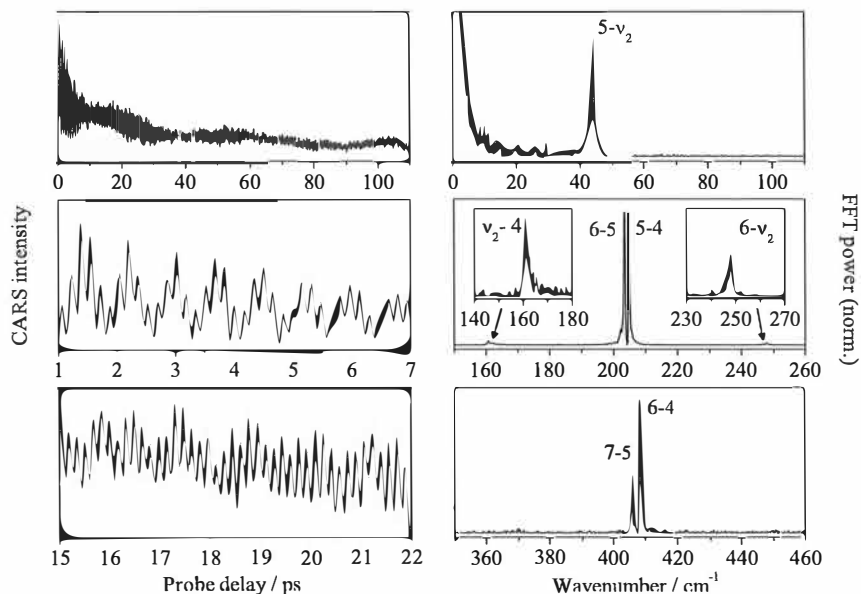 5-ν₂
0 20 40 60 80 100
0 20 40 60 80 100
CARS intensity
ν₂- 4
6-5 5-4
6-ν₂
140 160 180
230 250 270
1 2 3 4 5 6 7
160 180 200 220 240 260
FFT power (norm.)
6-4
7-5
15 16 17 18 19 20 21 22
360 380 400 420 440 460
Probe delay / ps
Wavenumber / cm⁻¹